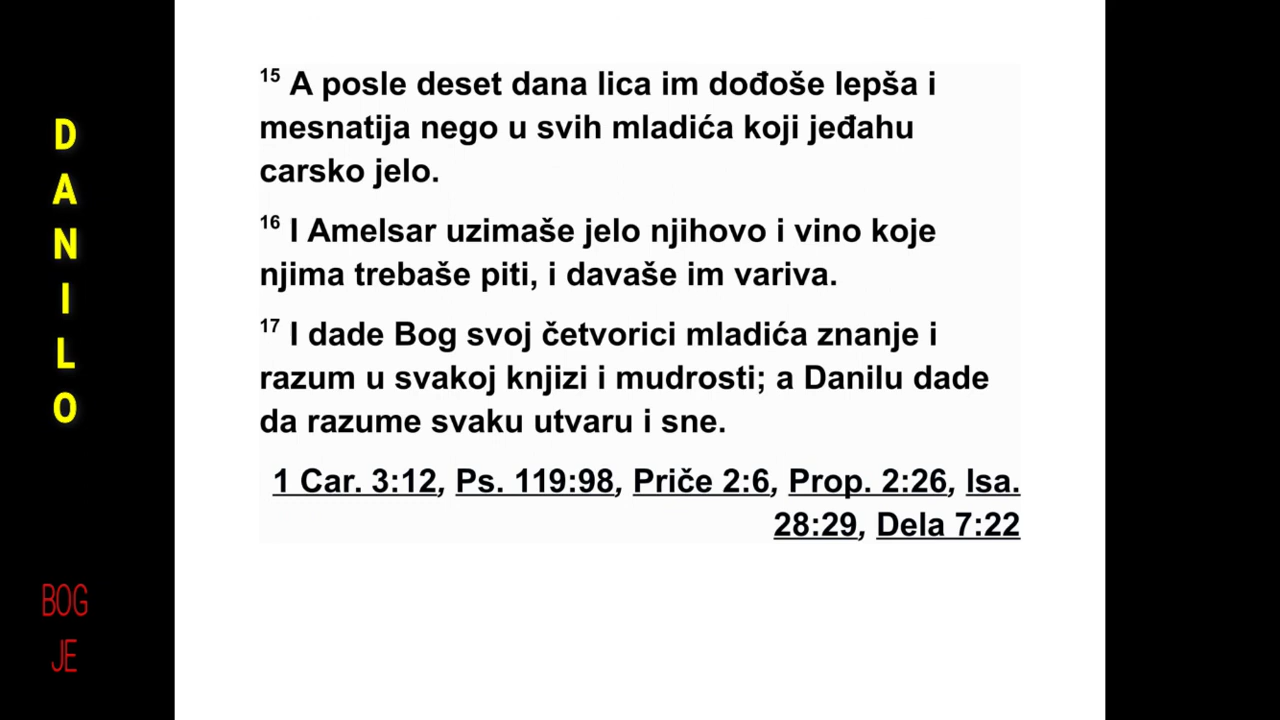 DANILO
BOG
JE
15 A posle deset dana lica im dođoše lepša i
mesnatija nego u svih mladića koji jeđahu
carsko jelo.
16 I Amelsar uzimaše jelo njihovo i vino koje
njima trebaše piti, i davaše im variva.
17 I dade Bog svoj četvorici mladića znanje i
razum u svakoj knjizi i mudrosti; a Danilu dade
da razume svaku utvaru i sne.
1 Car. 3:12, Ps. 119:98, Priče 2:6, Prop. 2:26, Isa.
28:29, Dela 7:22